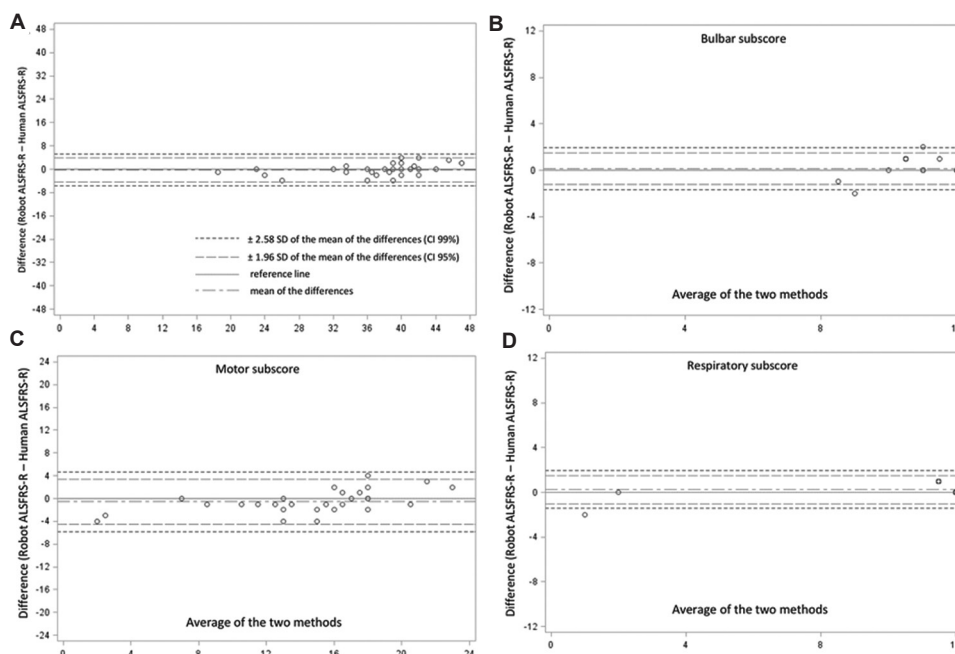 A
Difference (Robot ALSFRS-R – Human ALSFRS-R)
48
40
32
24
16
8
0
-8
-16
-24
-32
-40
-48
± 2.58 SD of the mean of the differences (CI 99%)
± 1.96 SD of the mean of the differences (CI 95%)
reference line
mean of the differences
0 4 8 12 16 20 24 28 32 36 40 44 48
B
Bulbar subscore
Difference (Robot ALSFRS-R – Human ALSFRS-R)
12
8
4
0
-4
-8
-12
Average of the two methods
0 4 8 1
C
Motor subscore
Difference (Robot ALSFRS-R – Human ALSFRS-R)
24
20
16
12
8
4
0
-4
-8
-12
-16
-20
-24
Average of the two methods
0 4 8 12 16 20 24
D
Respiratory subscore
Difference (Robot ALSFRS-R – Human ALSFRS-R)
12
8
4
0
-4
-8
-12
Average of the two methods
0 4 8 1